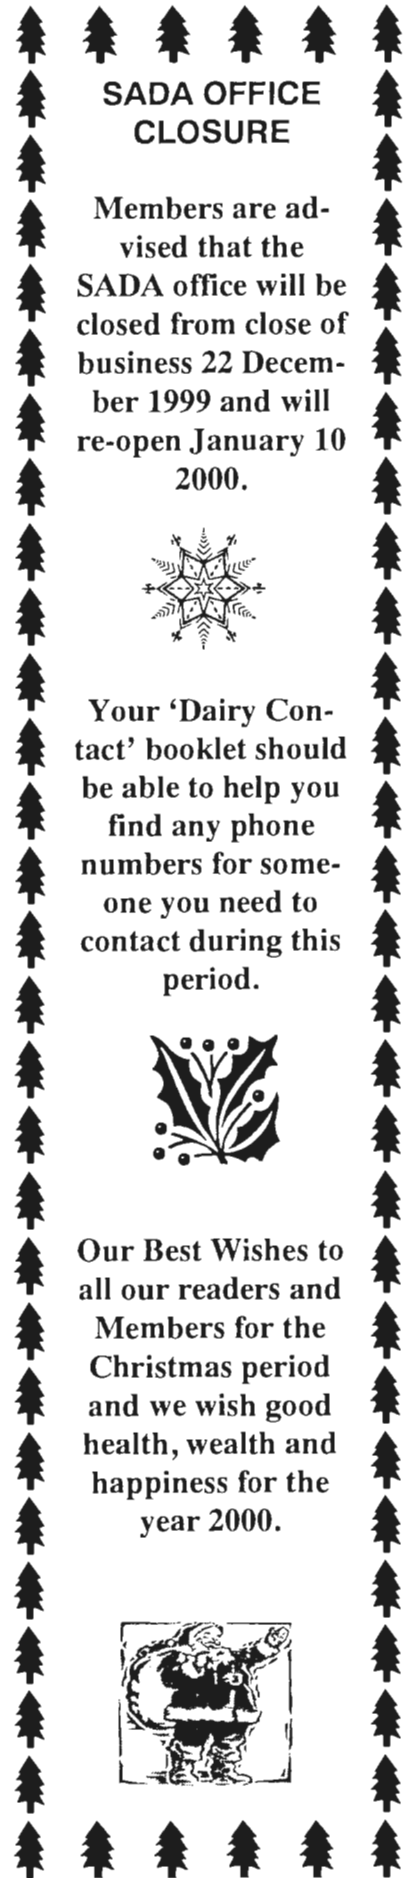 SADA OFFICE
CLOSURE
Members are ad-
vised that the
SADA office will be
closed from close of
business 22 Decem-
ber 1999 and will
re-open January 10
2000.
Your ‘Dairy Con-
tact’ booklet should
be able to help you
find any phone
numbers for some-
one you need to
contact during this
period.
Our Best Wishes to
all our readers and
Members for the
Christmas period
and we wish good
health, wealth and
happiness for the
year 2000.